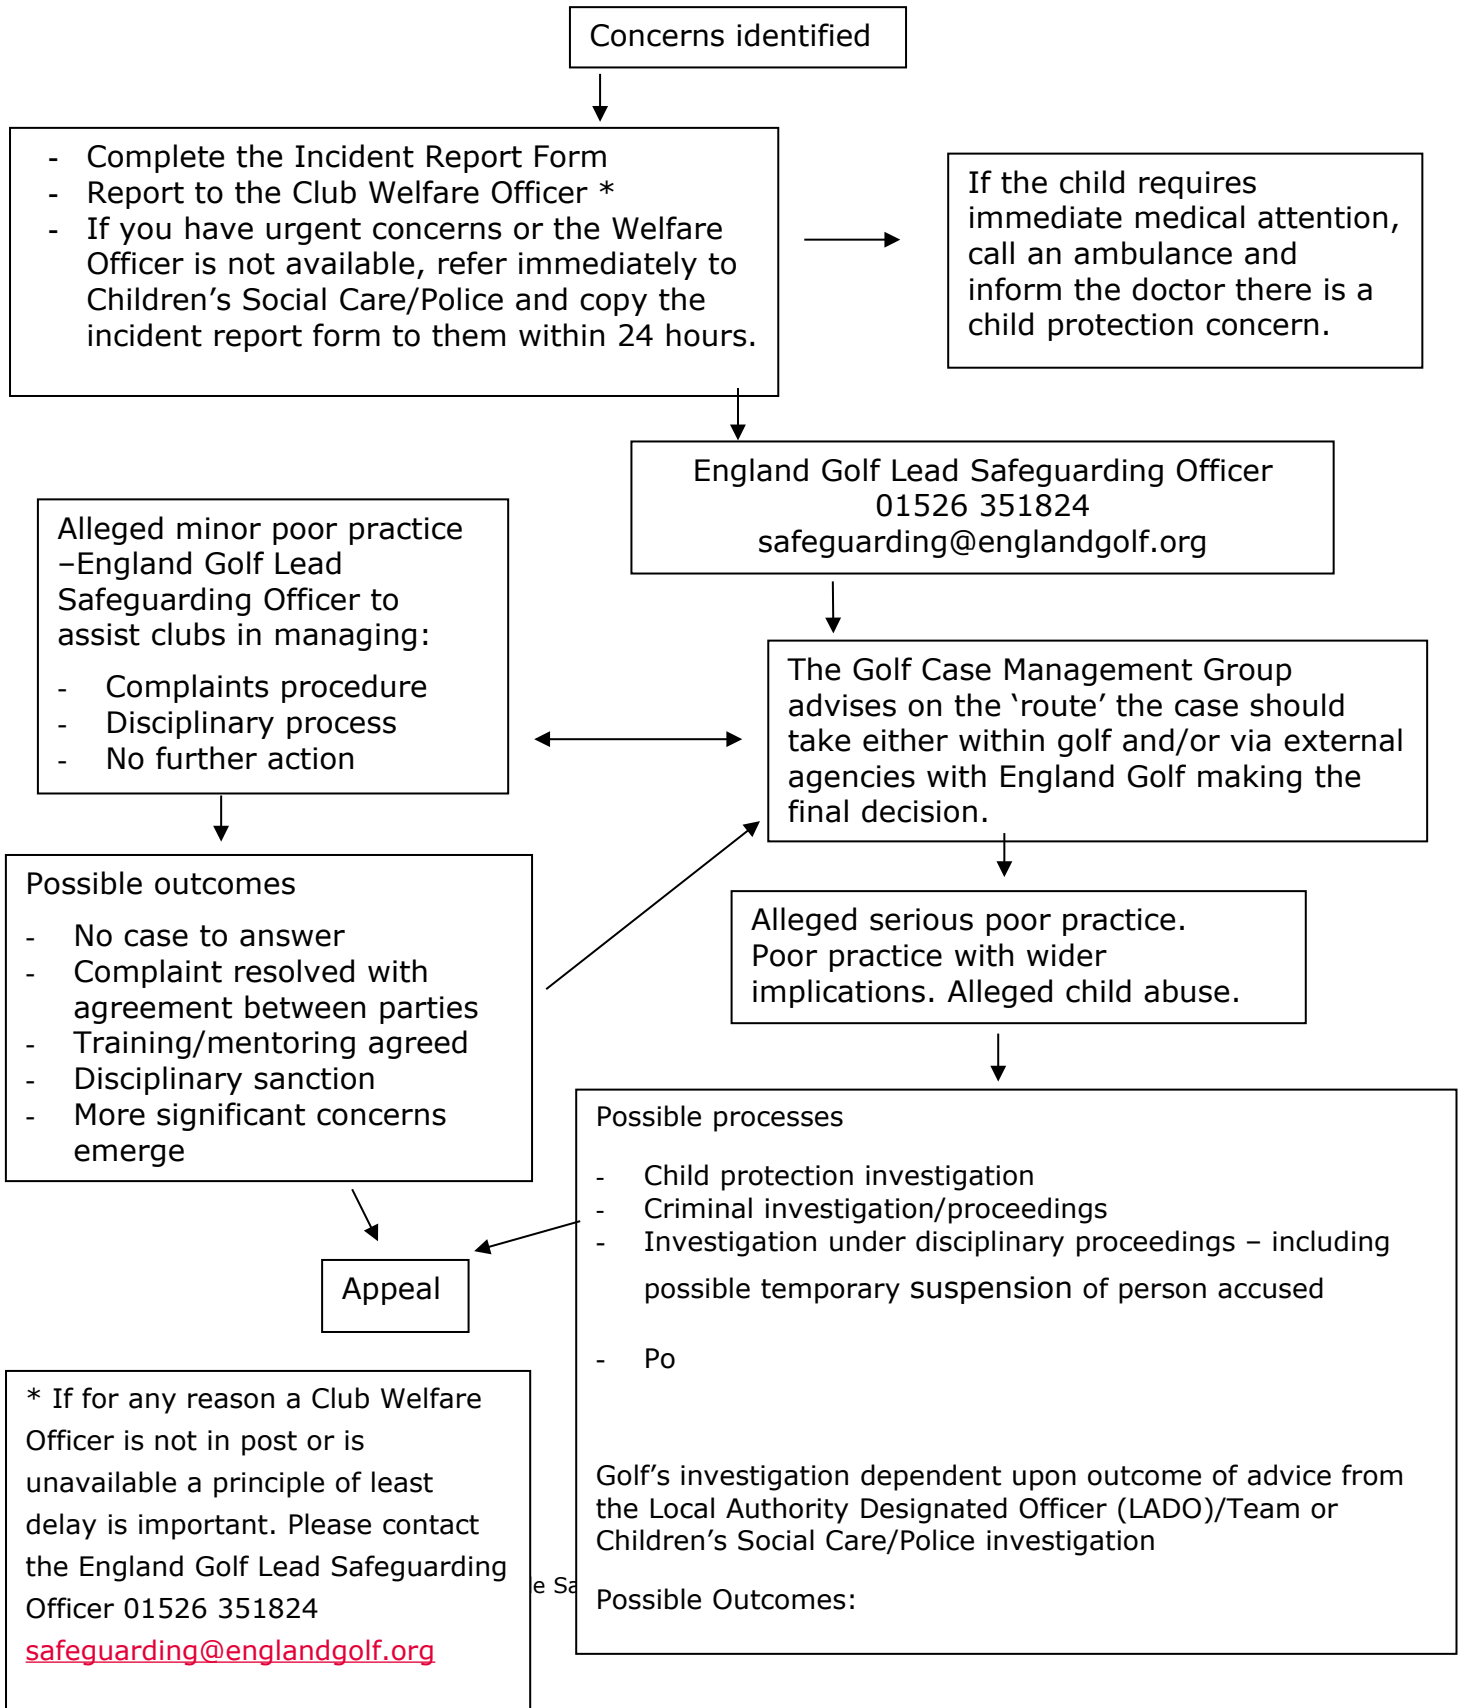 Concerns identified
- Complete the Incident Report Form
- Report to the Club Welfare Officer *
- If you have urgent concerns or the Welfare
Officer is not available, refer immediately to
Children’s Social Care/Police and copy the
incident report form to them within 24 hours.
If the child requires
immediate medical attention,
call an ambulance and
inform the doctor there is a
child protection concern.
England Golf Lead Safeguarding Officer
01526 351824
safeguarding@englandgolf.org
Alleged minor poor practice
–England Golf Lead
Safeguarding Officer to
assist clubs in managing:
- Complaints procedure
- Disciplinary process
- No further action
The Golf Case Management Group
advises on the ‘route’ the case should
take either within golf and/or via external
agencies with England Golf making the
final decision.
Possible outcomes
- No case to answer
- Complaint resolved with
agreement between parties
- Training/mentoring agreed
- Disciplinary sanction
- More significant concerns
emerge
Alleged serious poor practice.
Poor practice with wider
implications. Alleged child abuse.
Possible processes
- Child protection investigation
- Criminal investigation/proceedings
- Investigation under disciplinary proceedings – including
possible temporary suspension of person accused
- Po
Golf’s investigation dependent upon outcome of advice from
the Local Authority Designated Officer (LADO)/Team or
Children’s Social Care/Police investigation
Possible Outcomes:
Appeal
* If for any reason a Club Welfare
Officer is not in post or is
unavailable a principle of least
delay is important. Please contact
the England Golf Lead Safeguarding
Officer 01526 351824
safeguarding@englandgolf.org